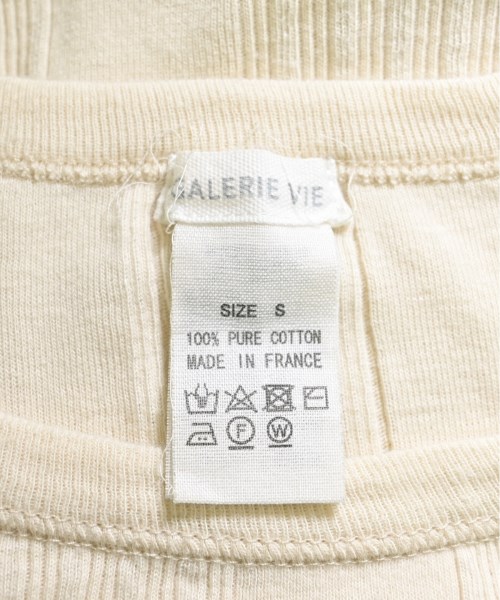 GALERIE VIE
SIZE S
100% PURE COTTON
MADE IN FRANCE
F W